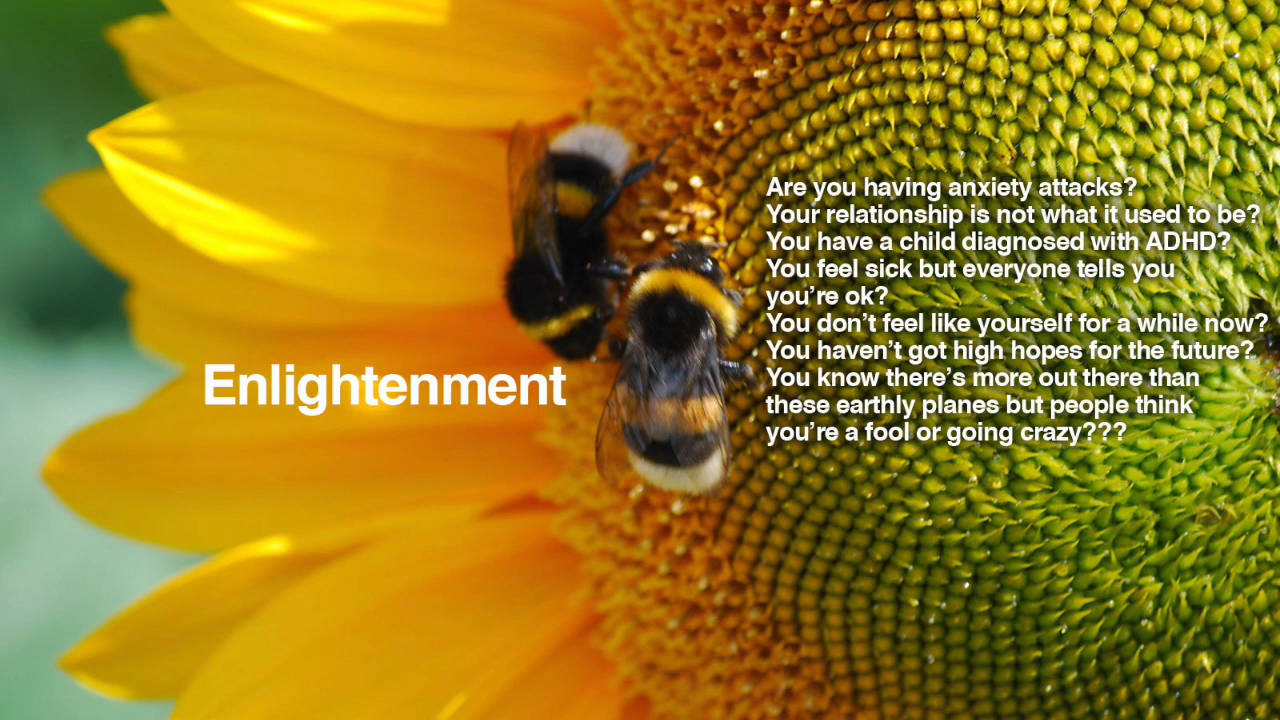 Enlightenment
Are you having anxiety attacks?
Your relationship is not what it used to be?
You have a child diagnosed with ADHD?
You feel sick but everyone tells you
you’re ok?
You don’t feel like yourself for a while now?
You haven’t got high hopes for the future?
You know there’s more out there than
these earthly planes but people think
you’re a fool or going crazy???